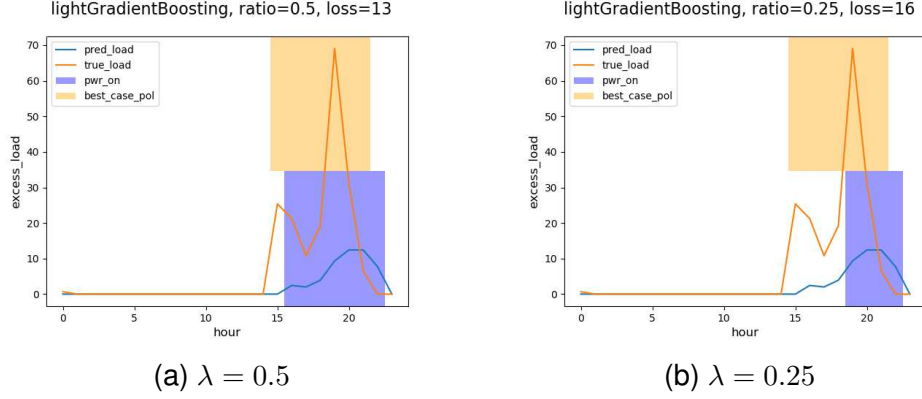 lightGradientBoosting, ratio=0.5, loss=13
70
60
50
40
30
20
10
0
excess_load
pred_load
true_load
pwr_on
best_case_pol
0
5
10
15
20
hour
(a) λ = 0.5
lightGradientBoosting, ratio=0.25, loss=16
70
60
50
40
30
20
10
0
excess_load
pred_load
true_load
pwr_on
best_case_pol
0
5
10
15
20
hour
(b) λ = 0.25